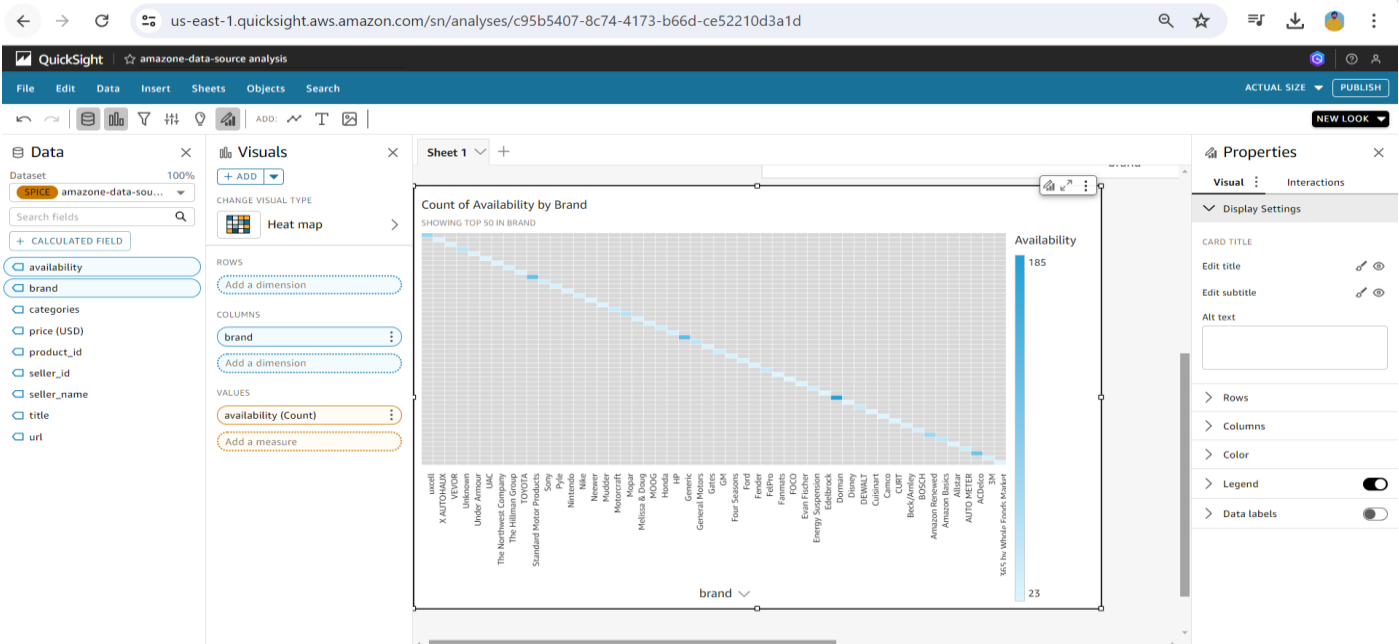 us-east-1.quicksight.aws.amazon.com/sn/analyses/c95b5407-8c74-4173-b66d-ce52210d3a1d
QuickSight
amazone-data-source analysis
File Edit Data Insert Sheets Objects Search
ACTUAL SIZE
PUBLISH
ADD:
NEW LOOK
Data
Dataset
100%
SPICE amazone-data-sou...
Search fields
+ CALCULATED FIELD
availability
brand
categories
price (USD)
product_id
seller_id
seller_name
title
url
Visuals
+ ADD
CHANGE VISUAL TYPE
Heat map
ROWS
Add a dimension
COLUMNS
brand
Add a dimension
VALUES
availability (Count)
Add a measure
Sheet 1
Count of Availability by Brand
SHOWING TOP 50 IN BRAND
Availability
185
23
uxcell
X AUTOHAUX
VEVOR
Unknown
Under Armour
UAC
The Northwest Company
The Hillman Group
TOYOTA
Standard Motor Products
Sony
Pyle
Nintendo
Nike
Neewer
Mudder
Motorcraft
Mopar
Melissa & Doug
MOOG
Honda
HP
Generic
General Motors
Gates
GM
Four Seasons
Ford
Fender
FelPro
Fanmats
FOCO
Evan Fischer
Energy Suspension
Edelbrock
Dorman
Disney
DEWALT
Cuisinart
Camco
CURT
Beck/Arnley
BOSCH
Amazon Renewed
Amazon Basics
Allstar
AUTO METER
ACDelco
3M
365 by Whole Foods Market
brand
Properties
Visual
Interactions
Display Settings
CARD TITLE
Edit title
Edit subtitle
Alt text
Rows
Columns
Color
Legend
Data labels